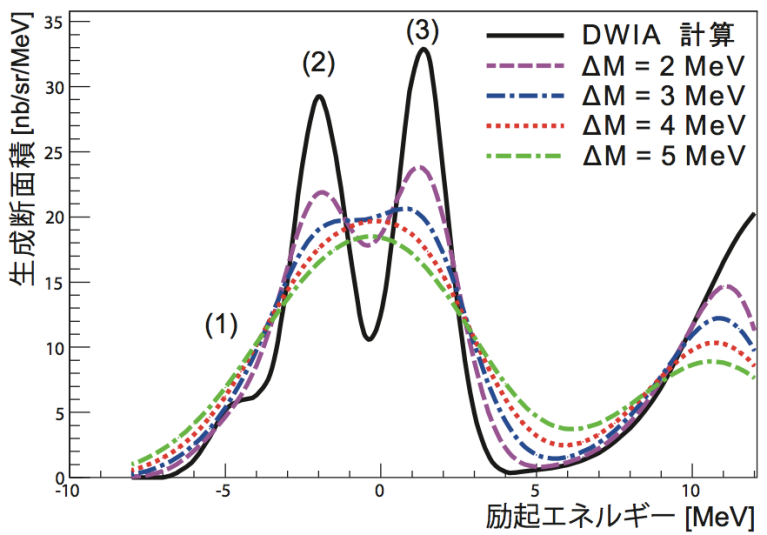 (3)
(2)
(1)
DWIA 計算
ΔM = 2 MeV
ΔM = 3 MeV
ΔM = 4 MeV
ΔM = 5 MeV
生成断面積 [nb/sr/MeV]
35
30
25
20
15
10
5
0
-10
-5
0
5
10
励起エネルギー [MeV]